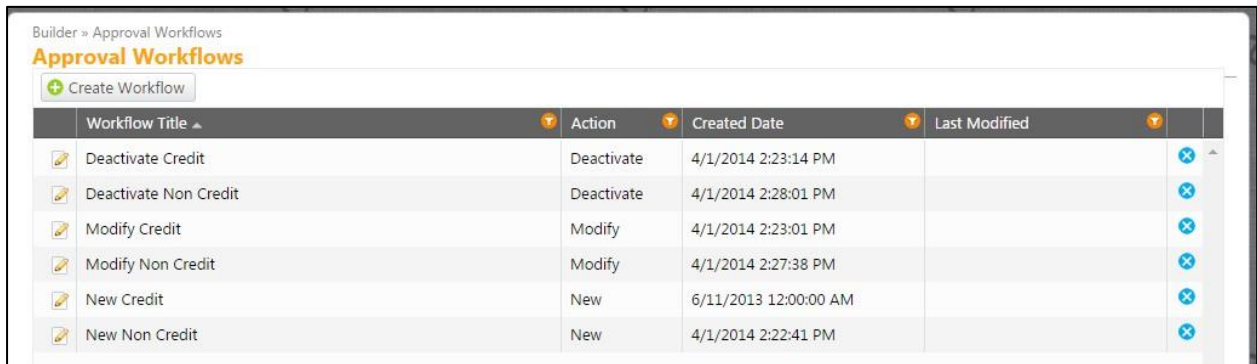 Builder » Approval Workflows
Approval Workflows
Create Workflow
Workflow Title Action Created Date Last Modified
Deactivate Credit Deactivate 4/1/2014 2:23:14 PM
Deactivate Non Credit Deactivate 4/1/2014 2:28:01 PM
Modify Credit Modify 4/1/2014 2:23:01 PM
Modify Non Credit Modify 4/1/2014 2:27:38 PM
New Credit New 6/11/2013 12:00:00 AM
New Non Credit New 4/1/2014 2:22:41 PM